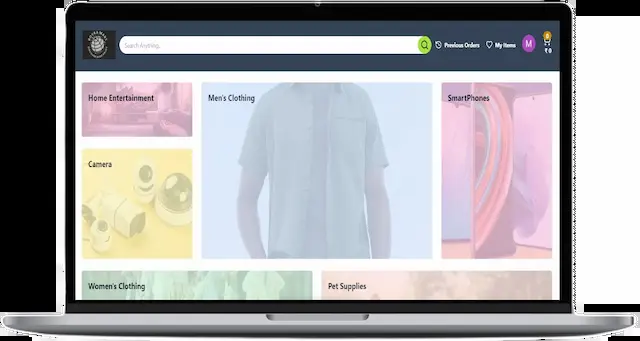 Search Anything.
Previous Orders
My Items
M
0
₹ 0
Home Entertainment
Men's Clothing
SmartPhones
Camera
Women's Clothing
Pet Supplies